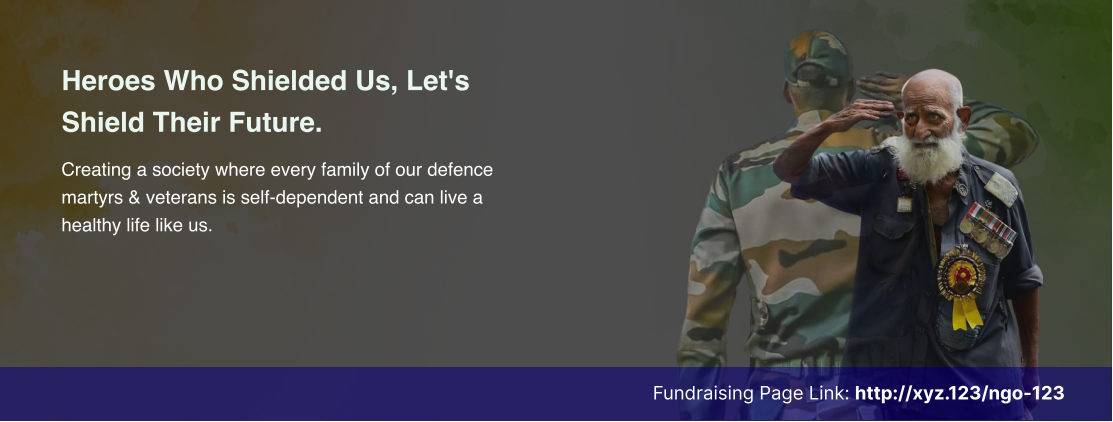 Heroes Who Shielded Us, Let's
Shield Their Future.
Creating a society where every family of our defence
martyrs & veterans is self-dependent and can live a
healthy life like us.
Fundraising Page Link: http://xyz.123/ngo-123